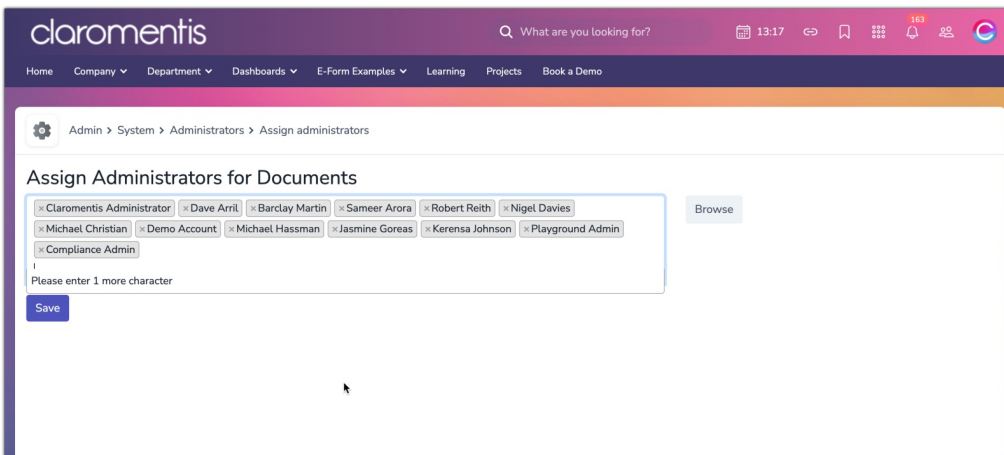 claromentis
What are you looking for?
13:17
163
Home Company Department Dashboards E-Form Examples Learning Projects Book a Demo
Admin > System > Administrators > Assign administrators
Assign Administrators for Documents
× Claromentis Administrator × Dave Arril × Barclay Martin × Sameer Arora × Robert Reith × Nigel Davies
Browse
× Michael Christian × Demo Account × Michael Hassman × Jasmine Goreas × Kerensa Johnson × Playground Admin
× Compliance Admin
Please enter 1 more character
Save